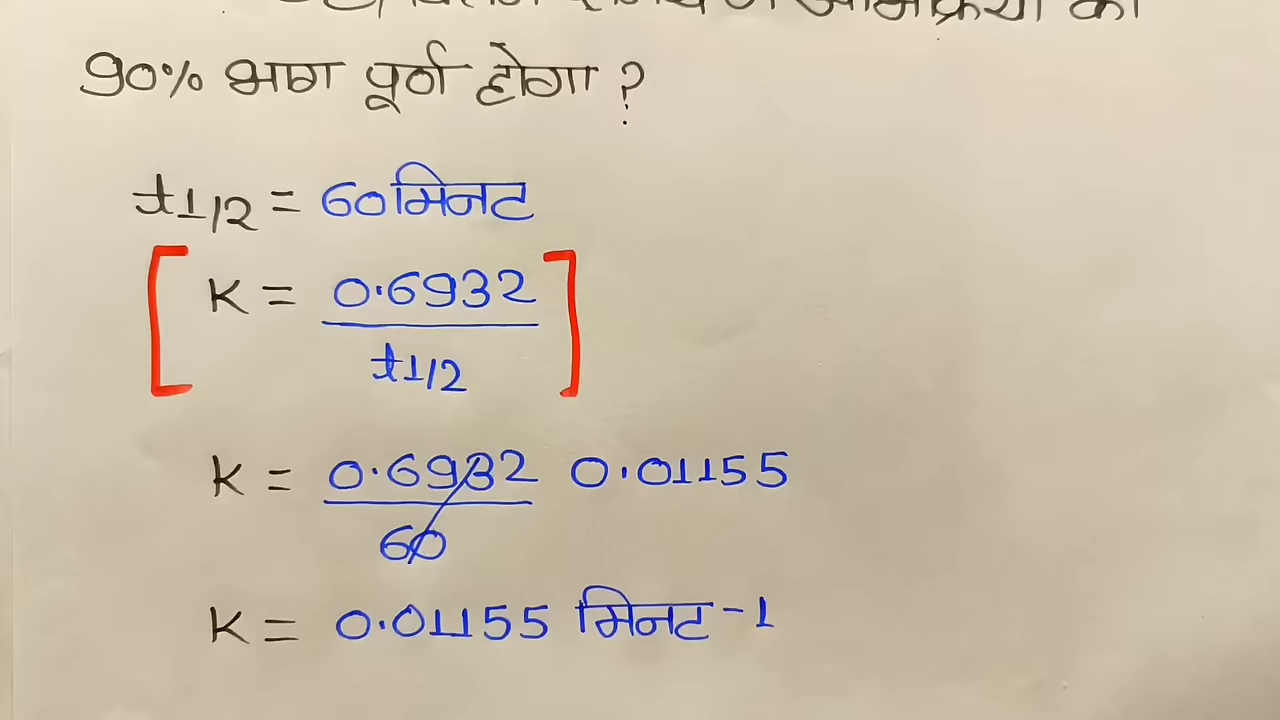 का
90% भाग पूर्ण होगा ?
t1/2 = 60 मिनट
K = 0.6932
t1/2
K = 0.6932 0.01155
60
K = 0.01155 मिनट -1